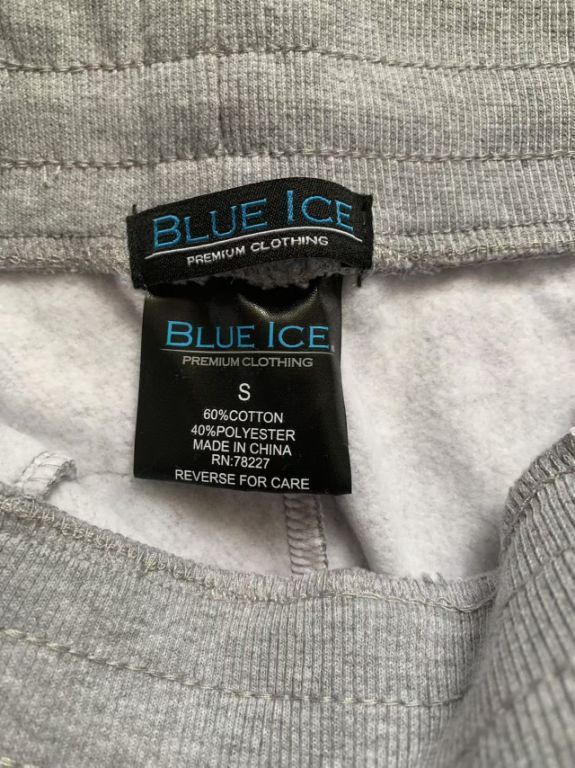 BLUE ICE
PREMIUM CLOTHING
BLUE ICE
PREMIUM CLOTHING
S
60%COTTON
40%POLYESTER
MADE IN CHINA
RN:78227
REVERSE FOR CARE